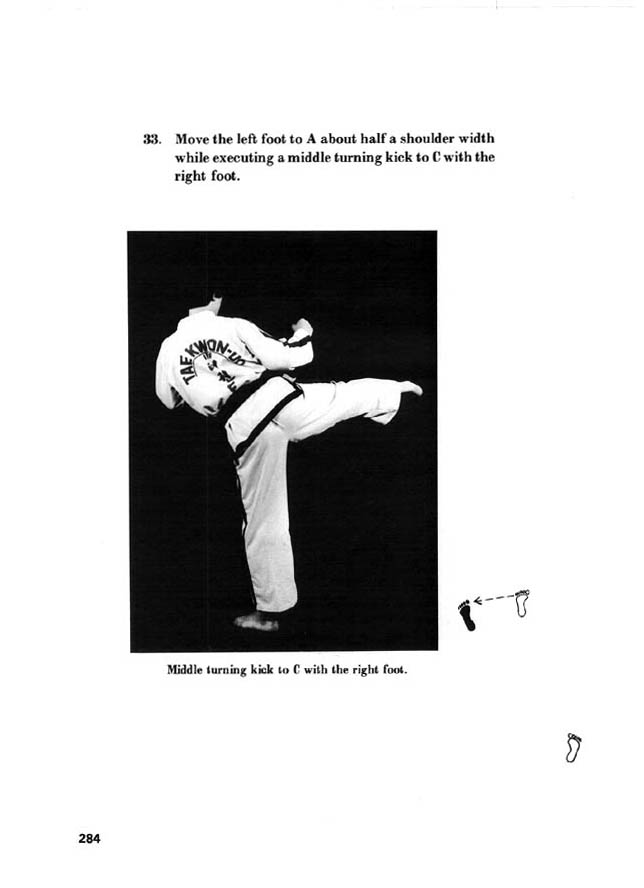 33. Move the left foot to A about half a shoulder width
while executing a middle turning kick to C with the
right foot.
TAEKWON-DO
Middle turning kick to C with the right foot.
284